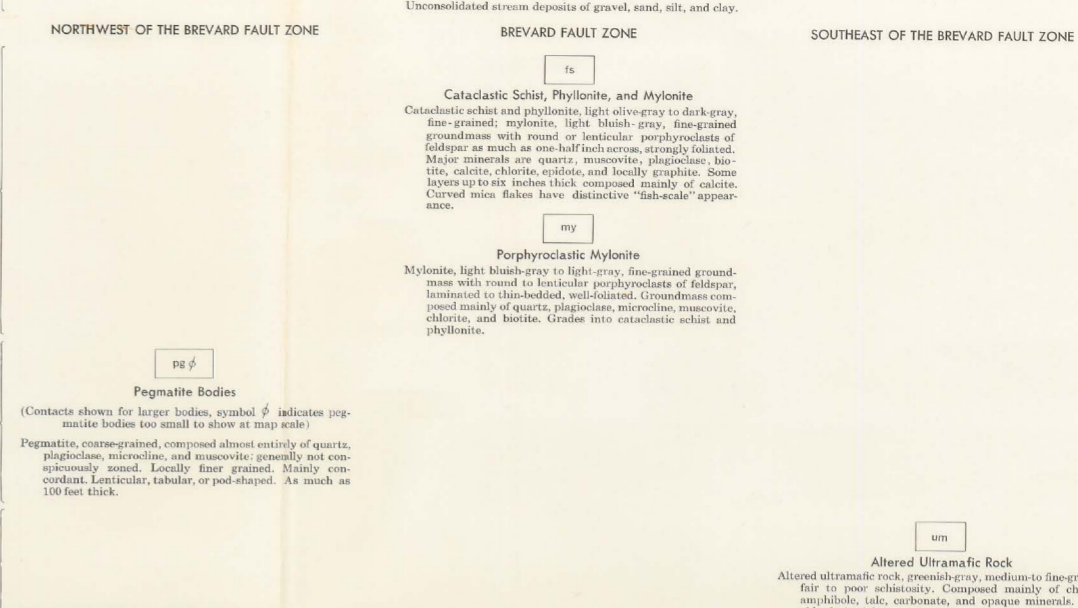 Unconsolidated stream deposits of gravel, sand, silt, and clay.
NORTHWEST OF THE BREVARD FAULT ZONE
BREVARD FAULT ZONE
SOUTHEAST OF THE BREVARD FAULT ZONE
fs
Cataclastic Schist, Phyllonite, and Mylonite
Cataclastic schist and phyllonite, light olive-gray to dark-gray,
fine-grained; mylonite, light bluish-gray, fine-grained
groundmass with round or lenticular porphyroclasts of
feldspar as much as one-half inch across, strongly foliated.
Major minerals are quartz, muscovite, plagioclase, bio-
tite, calcite, chlorite, epidote, and locally graphite. Some
layers up to six inches thick composed mainly of calcite.
Curved mica flakes have distinctive "fish-scale" appear-
ance.
my
Porphyroclastic Mylonite
Mylonite, light bluish-gray to light-gray, fine-grained ground-
mass with round to lenticular porphyroclasts of feldspar,
laminated to thin-bedded, well-foliated. Groundmass com-
posed mainly of quartz, plagioclase, microcline, muscovite,
chlorite, and biotite. Grades into cataclastic schist and
phyllonite.
pg ϕ
Pegmatite Bodies
(Contacts shown for larger bodies, symbol ϕ indicates peg-
matite bodies too small to show at map scale)
Pegmatite, coarse-grained, composed almost entirely of quartz,
plagioclase, microcline, and muscovite; generally not con-
spicuously zoned. Locally finer grained. Mainly con-
cordant. Lenticular, tabular, or pod-shaped. As much as
100 feet thick.
um
Altered Ultramafic Rock
Altered ultramafic rock, greenish-gray, medium-to fine-gr
fair to poor schistosity. Composed mainly of ch
amphibole, talc, carbonate, and opaque minerals.